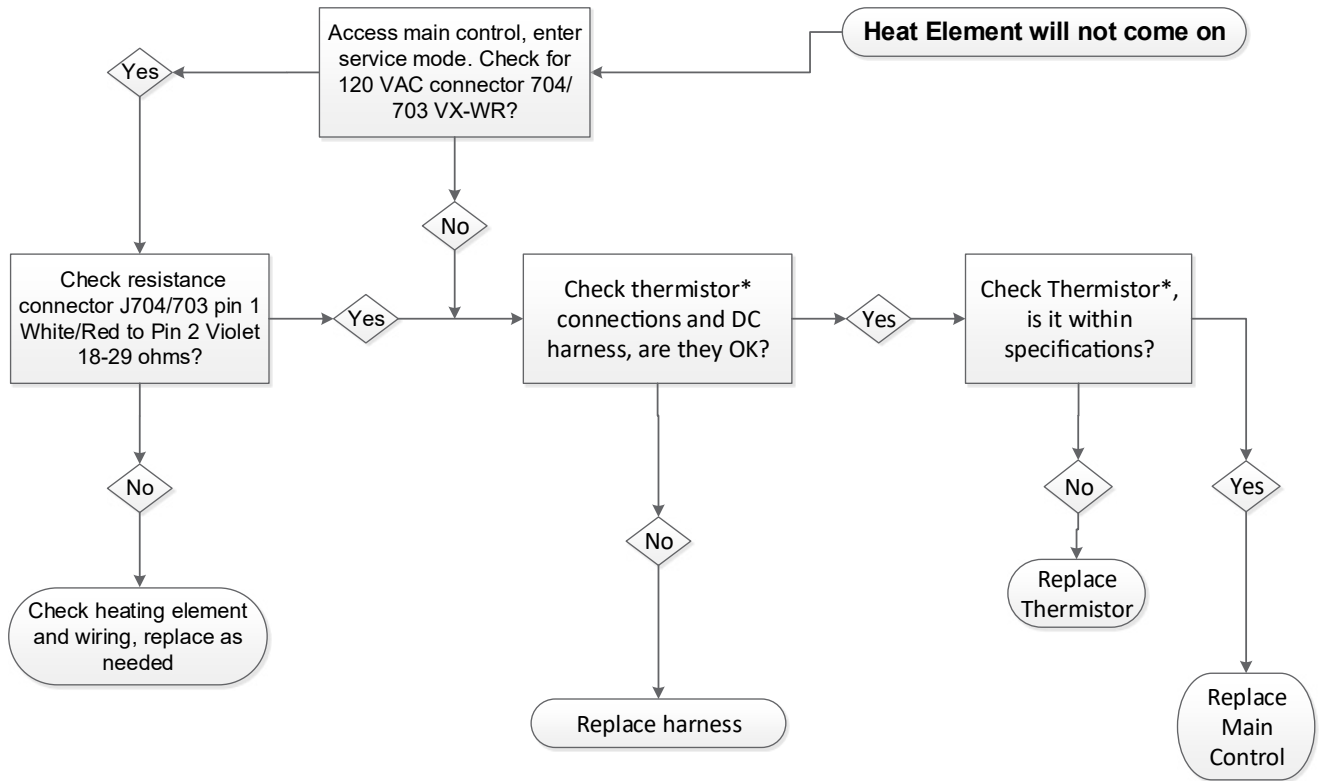 Heat Element will not come on
Access main control, enter
service mode. Check for
120 VAC connector 704/
703 VX-WR?
Yes
No
Check resistance
connector J704/703 pin 1
White/Red to Pin 2 Violet
18-29 ohms?
Yes
Check thermistor*
connections and DC
harness, are they OK?
Yes
Check Thermistor*,
is it within
specifications?
No
No
No
Yes
Check heating element
and wiring, replace as
needed
Replace harness
Replace
Thermistor
Replace
Main
Control